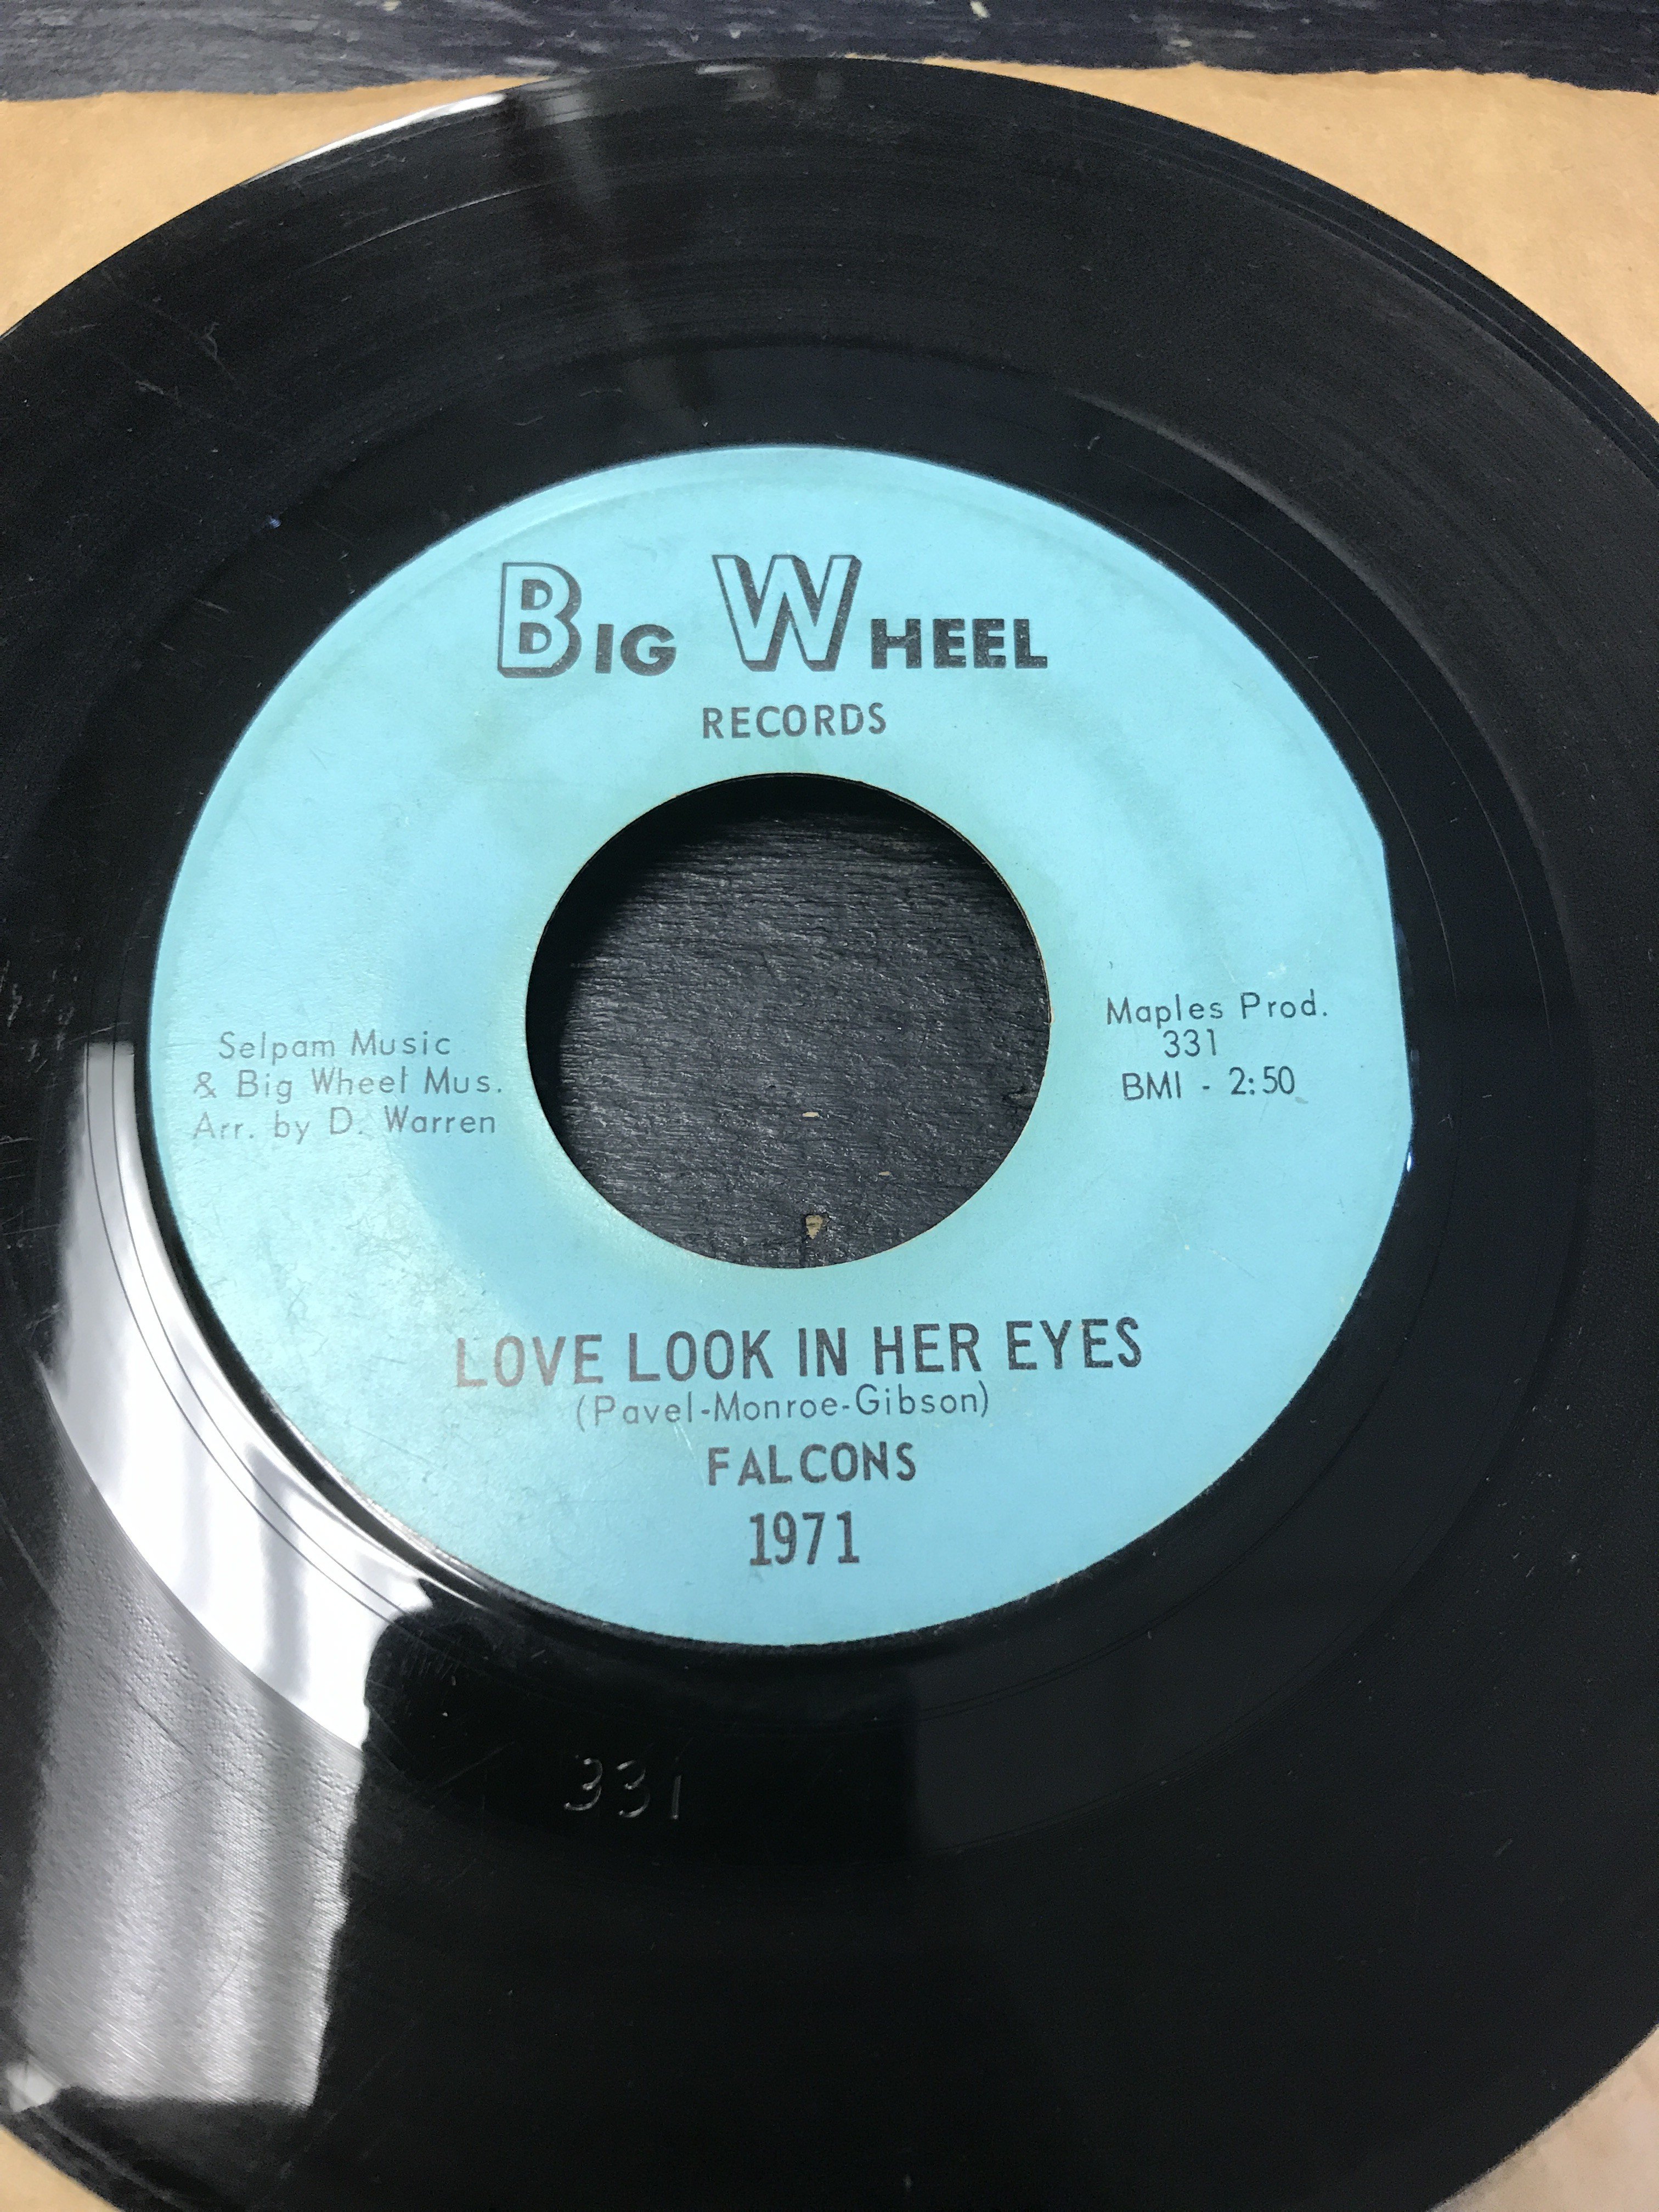 BIG WHEEL
RECORDS
Selpam Music
& Big Wheel Mus.
Arr. by D. Warren
Maples Prod.
331
BMI - 2:50
LOVE LOOK IN HER EYES
(Pavel-Monroe-Gibson)
FALCONS
1971
331